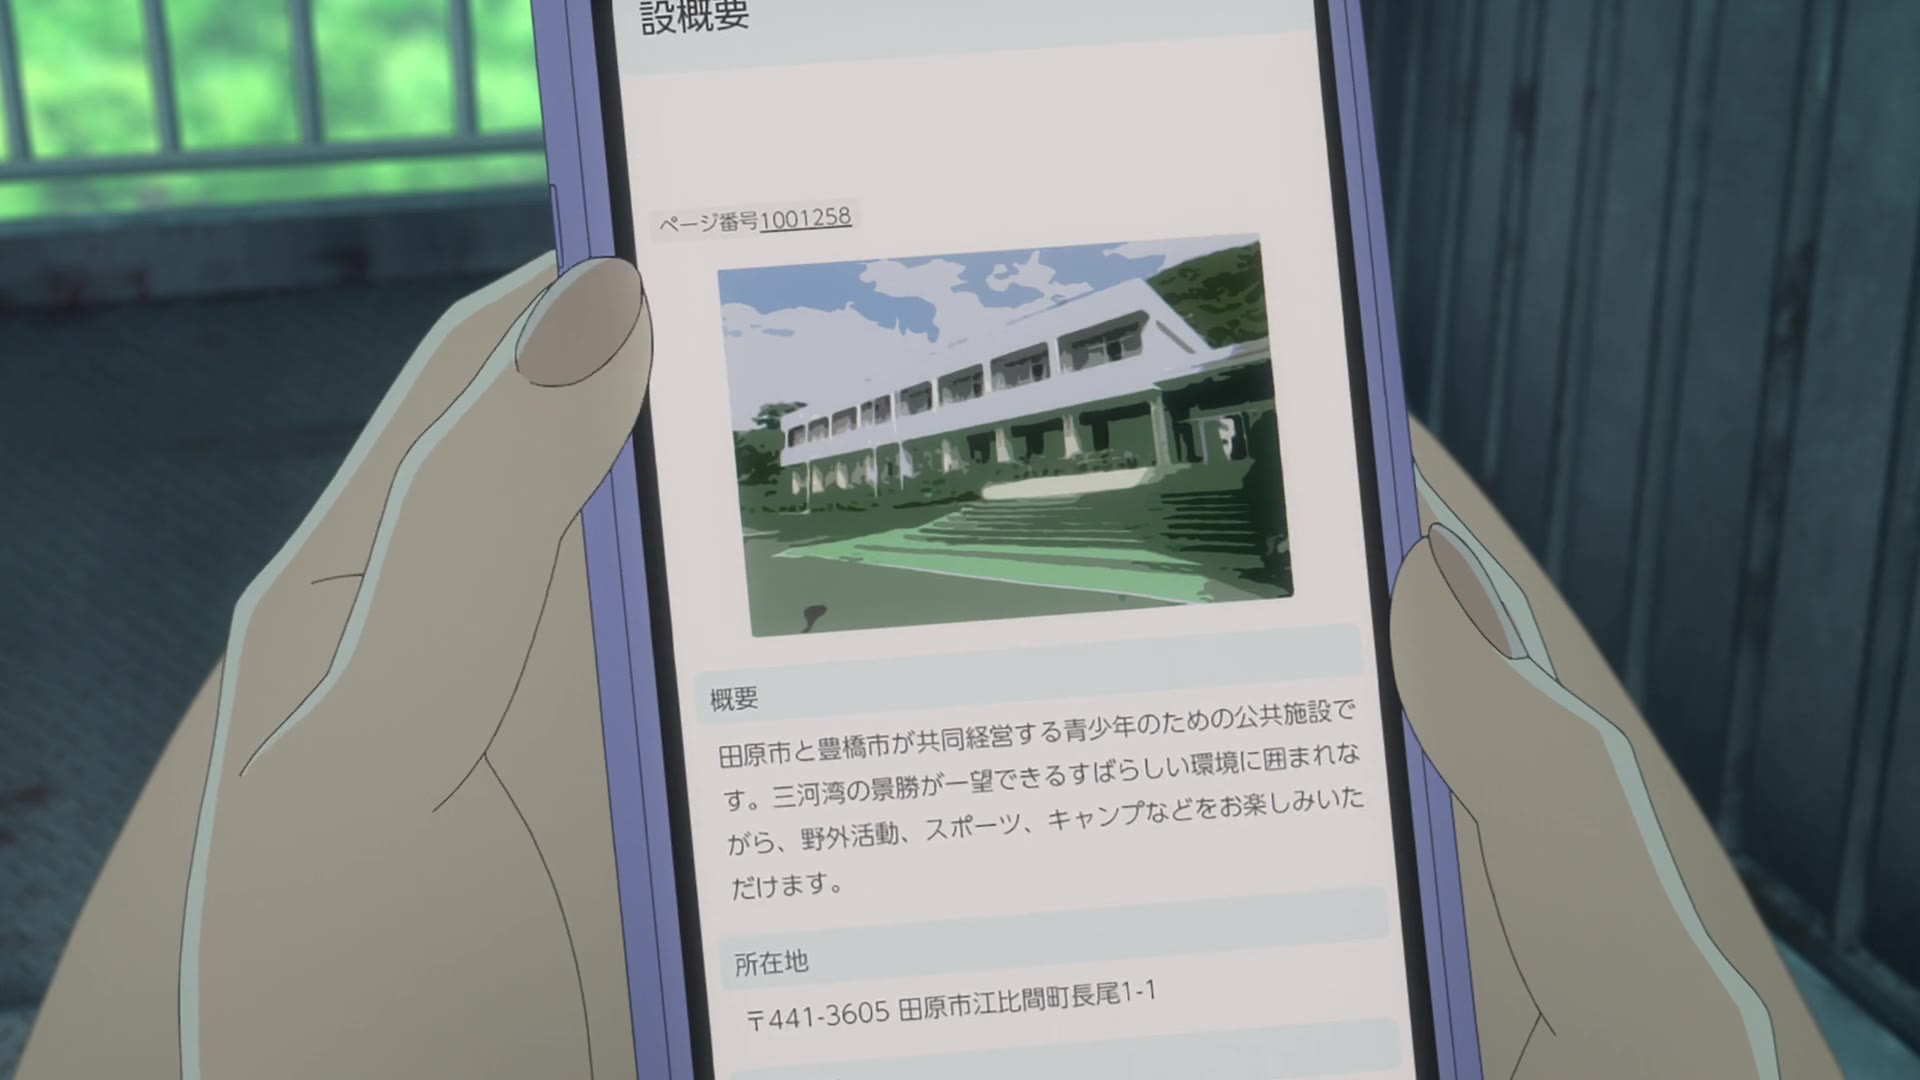 設概要
ページ番号1001258
概要
田原市と豊橋市が共同経営する青少年のための公共施設で
す。三河湾の景勝が一望できるすばらしい環境に囲まれな
がら、野外活動、スポーツ、キャンプなどをお楽しみいた
だけます。
所在地
〒441-3605 田原市江比間町長尾1-1